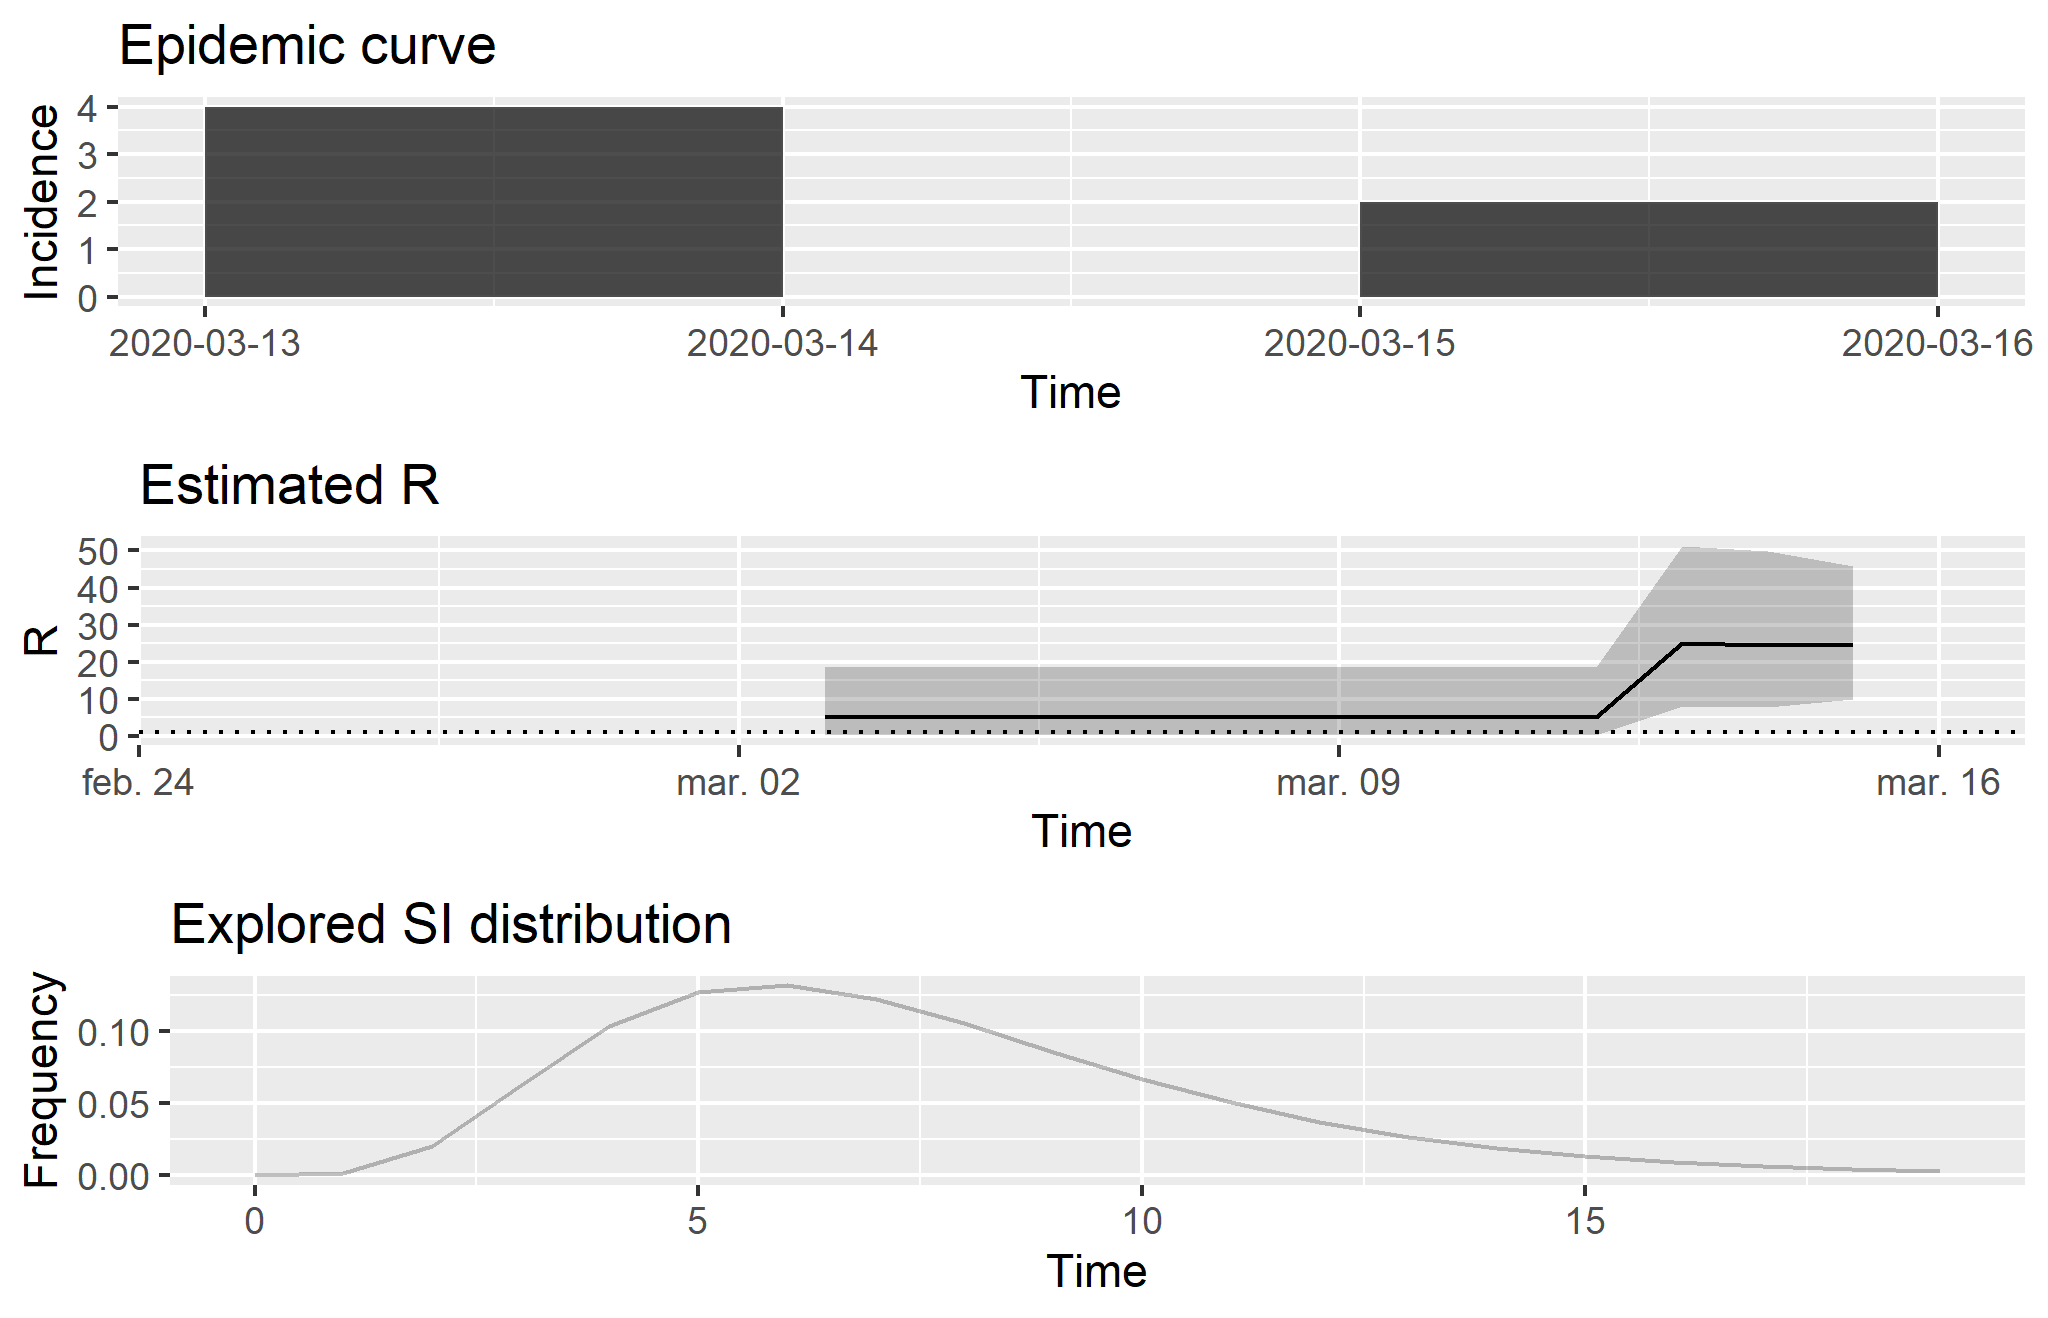 Epidemic curve
Incidence
4
3
2
1
0
2020-03-13 2020-03-14 2020-03-15 2020-03-16
Time
Estimated R
R
50
40
30
20
10
0
feb. 24 mar. 02 mar. 09 mar. 16
Time
Explored SI distribution
Frequency
0.10
0.05
0.00
0 5 10 15
Time